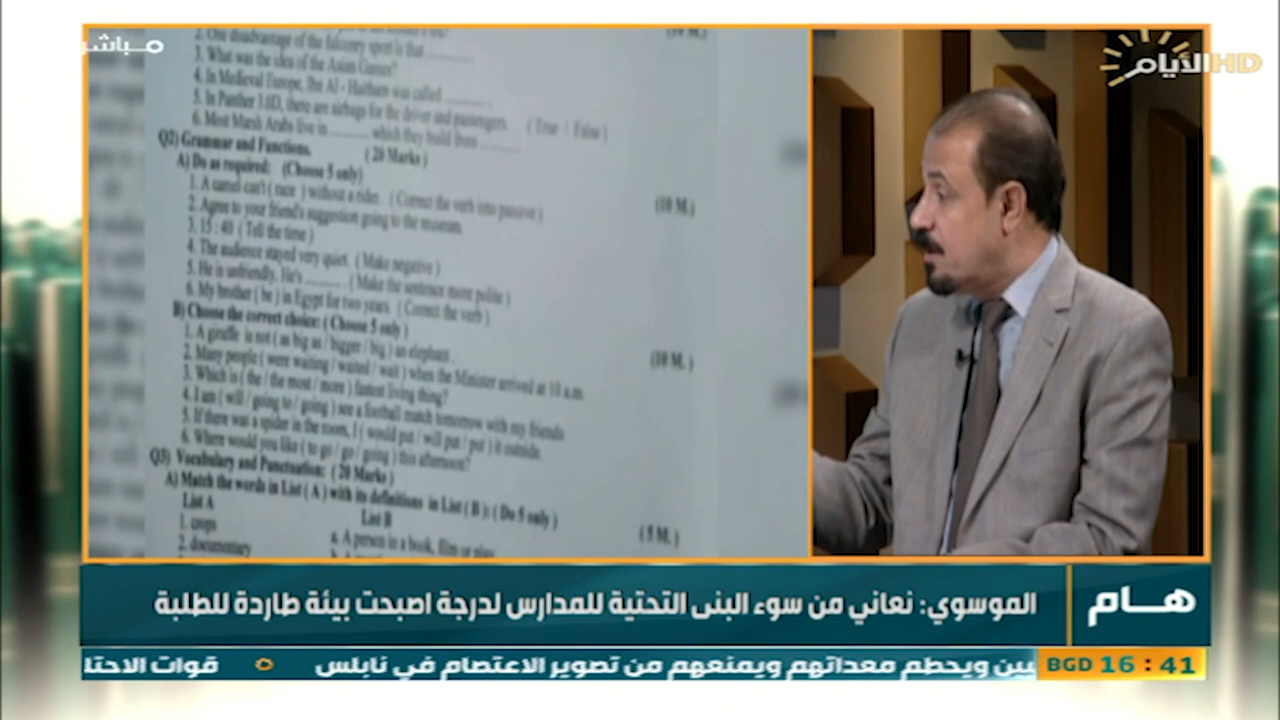 مباشر
الأيام HD
2. One disadvantage of the falconry sport is that ..........
3. What was the idea of the Asian Games?
4. In Medieval Europe, Ibn Al - Haitham was called ..........
5. In Panther 3.0D, there are airbags for the driver and passengers. ( True / False )
6. Most Marsh Arabs live in .......... which they build from ..........
Q2) Grammar and Functions. ( 20 Marks )
A) Do as required: (Choose 5 only) (10 M.)
1. A camel can't ( race ) without a rider. ( Correct the verb into passive )
2. Agree to your friend's suggestion going to the museum.
3. 15 : 40 ( Tell the time )
4. The audience stayed very quiet. ( Make negative )
5. He is unfriendly. He's .......... ( Make the sentence more polite )
6. My brother ( be ) in Egypt for two years. ( Correct the verb )
B) Choose the correct choice: ( Choose 5 only ) (10 M.)
1. A giraffe is not ( as big as / bigger / big ) an elephant.
2. Many people ( were waiting / waited / wait ) when the Minister arrived at 10 a.m.
3. Which is ( the / the most / more ) fastest living thing?
4. I am ( will / going to / going ) see a football match tomorrow with my friends
5. If there was a spider in the room, I ( would put / will put / put ) it outside.
6. Where would you like ( to go / go / going ) this afternoon?
Q3) Vocabulary and Punctuation: ( 20 Marks )
A) Match the words in List ( A ) with its definitions in List ( B ): ( Do 5 only ) (5 M.)
List A List B
1. crops a. A person in a book, film or play
2. documentary
هـام
الموسوي: نعاني من سوء البنى التحتية للمدارس لدرجة اصبحت بيئة طاردة للطلبة
BGD 16 : 41
يين ويحطم معداتهم ويمنعهم من تصوير الاعتصام في نابلس قوات الاحتلا